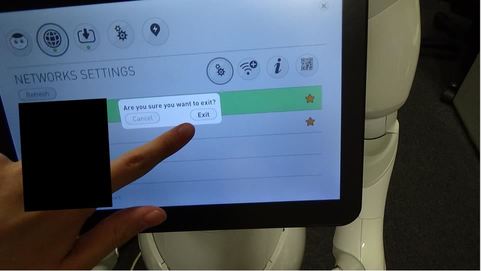 NETWORKS SETTINGS
Refresh
Are you sure you want to exit?
Cancel
Exit